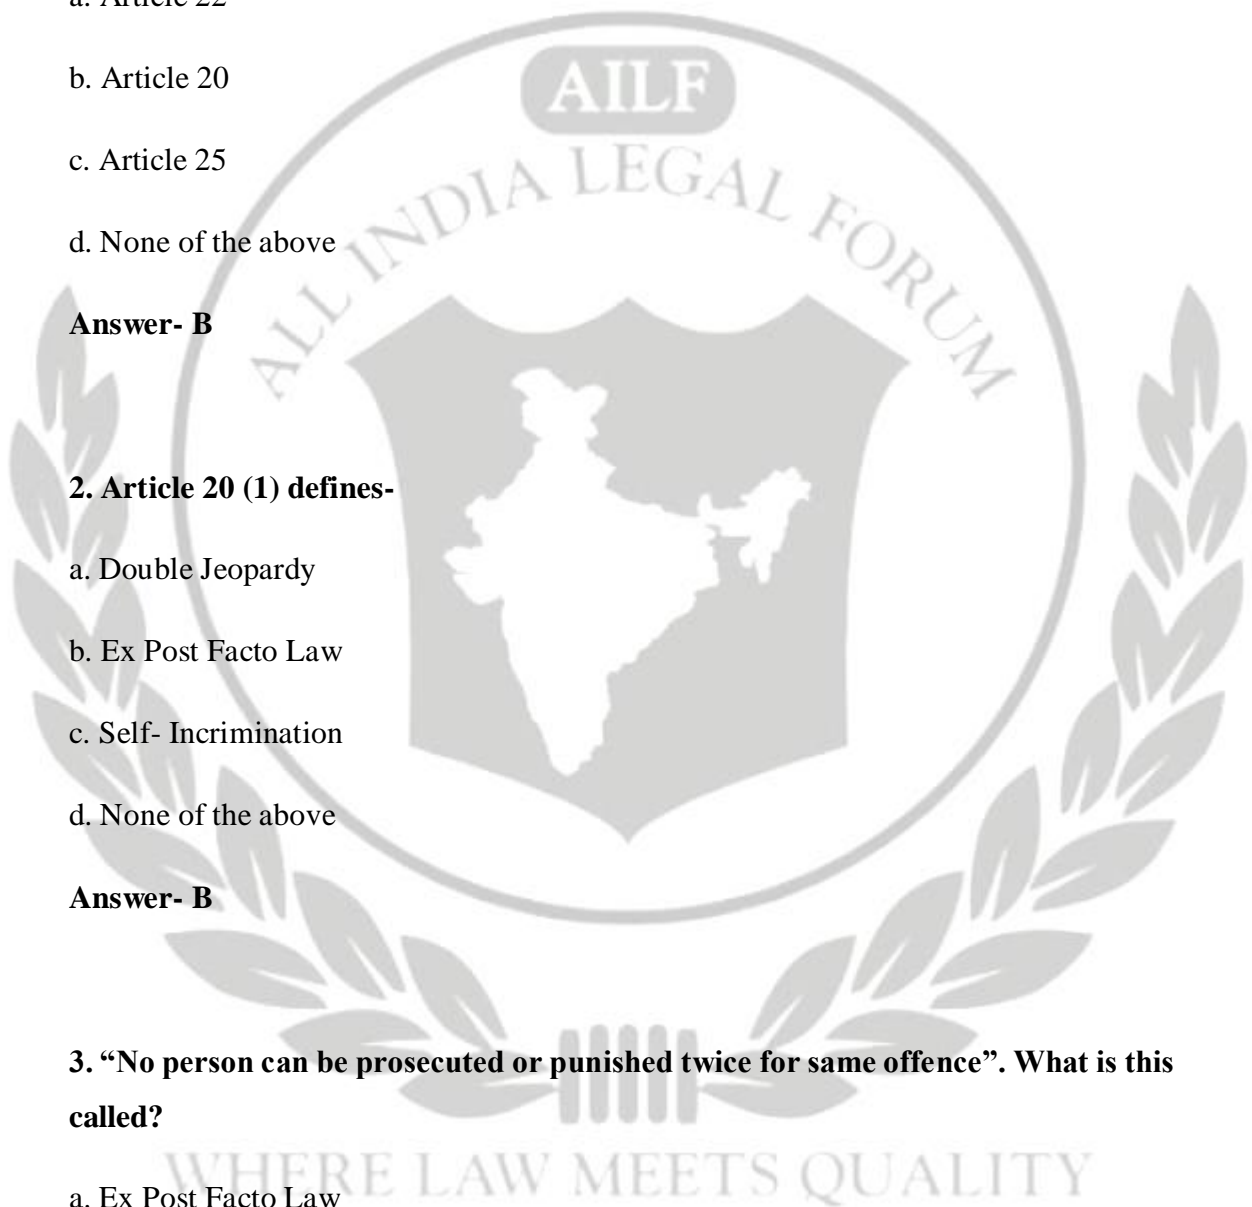 a. Article 22
b. Article 20
c. Article 25
d. None of the above
Answer- B
2. Article 20 (1) defines-
a. Double Jeopardy
b. Ex Post Facto Law
c. Self- Incrimination
d. None of the above
Answer- B
3. “No person can be prosecuted or punished twice for same offence”. What is this
called?
a. Ex Post Facto Law
AILF
ALL INDIA LEGAL FORUM
WHERE LAW MEETS QUALITY